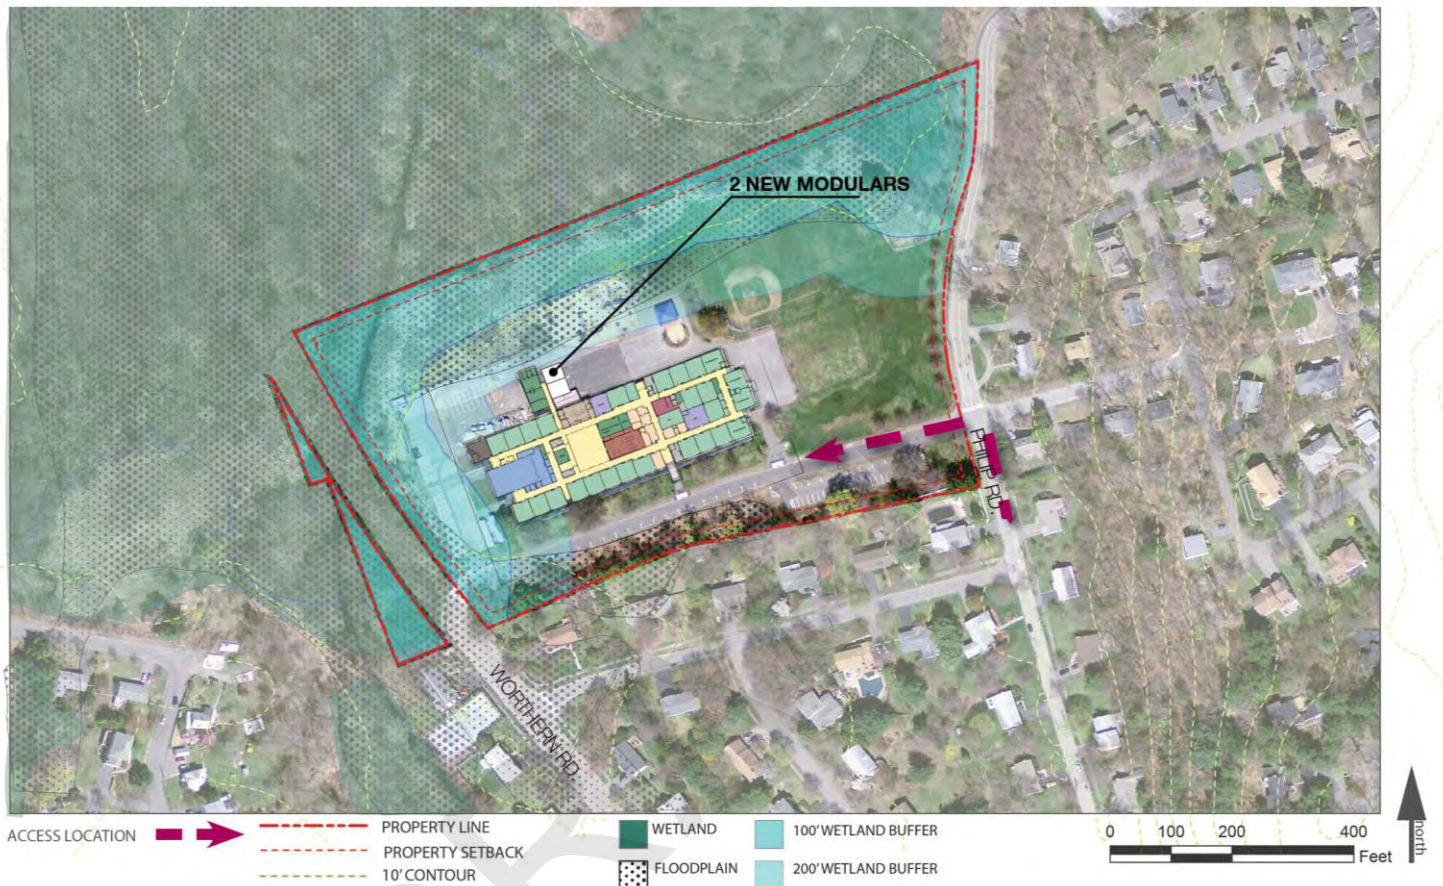 2 NEW MODULARS
PHILIP RD.
WORTHERN RD.
ACCESS LOCATION
PROPERTY LINE
PROPERTY SETBACK
10' CONTOUR
WETLAND
FLOODPLAIN
100' WETLAND BUFFER
200' WETLAND BUFFER
0 100 200 400
Feet
north